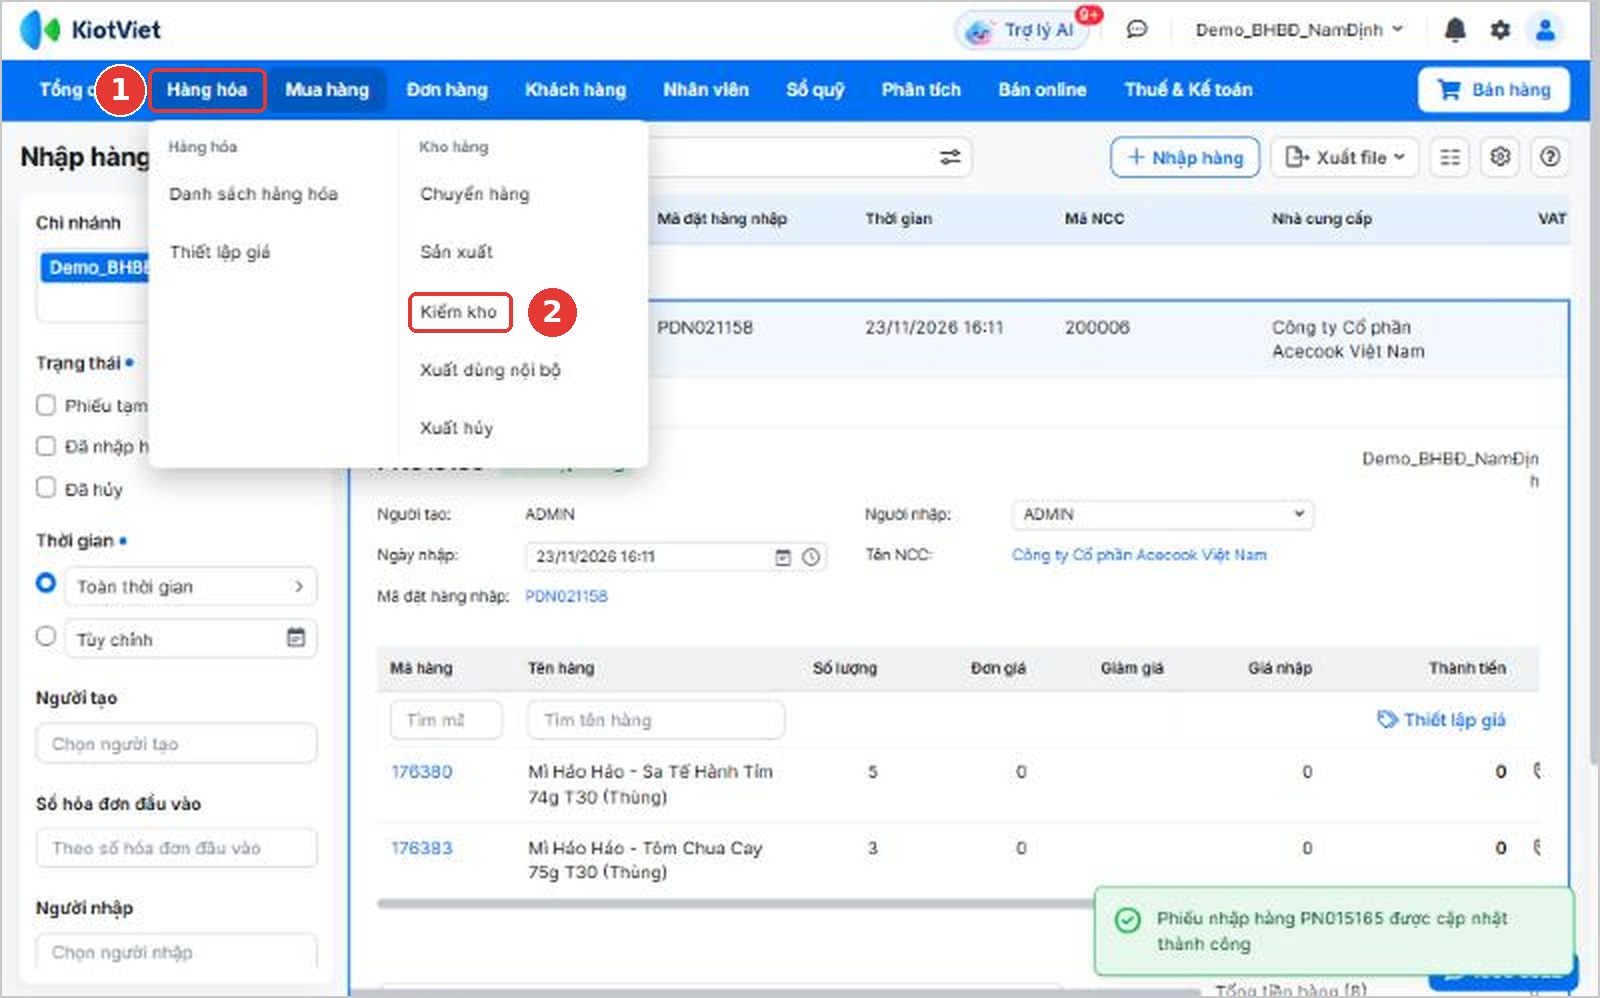 KiotViet
Trợ lý AI
9+
Demo_BHBĐ_NamĐịnh
1
Hàng hóa
Mua hàng
Đơn hàng
Khách hàng
Nhân viên
Sổ quỹ
Phân tích
Bán online
Thuế & Kế toán
Bán hàng
Nhập hàng
Nhập hàng
Xuất file
Hàng hóa
Danh sách hàng hóa
Thiết lập giá
Kho hàng
Chuyển hàng
Sản xuất
Kiểm kho
2
Xuất dùng nội bộ
Xuất hủy
Chi nhánh
Trạng thái
Phiếu tạm
Đã nhập h
Đã hủy
Thời gian
Toàn thời gian
Tùy chỉnh
Người tạo
Chọn người tạo
Số hóa đơn đầu vào
Theo số hóa đơn đầu vào
Người nhập
Chọn người nhập
Mã đặt hàng nhập
Thời gian
Mã NCC
Nhà cung cấp
VAT
PDN021158
23/11/2026 16:11
200006
Công ty Cổ phần
Acecook Việt Nam
Demo_BHBĐ_NamĐịn
h
Người tạo:
ADMIN
Người nhập:
ADMIN
Ngày nhập:
23/11/2026 16:11
Tên NCC:
Công ty Cổ phần Acecook Việt Nam
Mã đặt hàng nhập:
PDN021158
Mã hàng
Tên hàng
Số lượng
Đơn giá
Giảm giá
Giá nhập
Thành tiền
Tìm mã
Tìm tên hàng
Thiết lập giá
176380
Mì Hảo Hảo - Sa Tế Hành Tím
74g T30 (Thùng)
5
0
0
0
176383
Mì Hảo Hảo - Tôm Chua Cay
75g T30 (Thùng)
3
0
0
0
Phiếu nhập hàng PN015165 được cập nhật
thành công
Tổng tiền hàng (8)